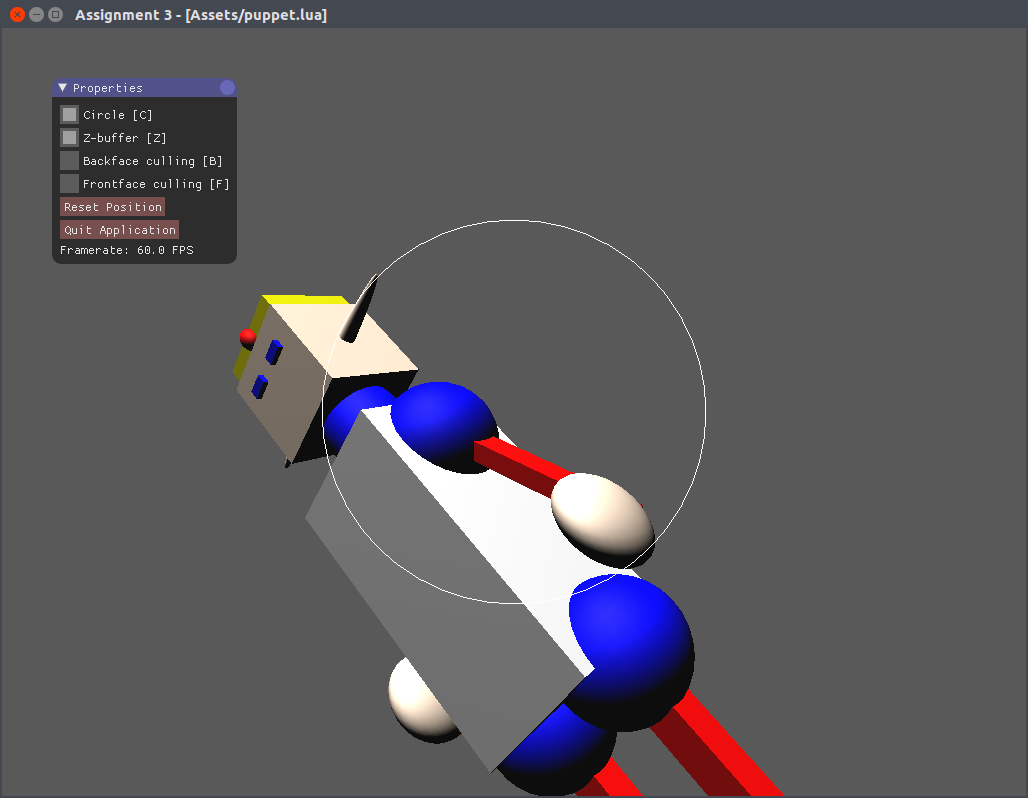 Assignment 3 - [Assets/puppet.lua]
Properties
Circle [C]
Z-buffer [Z]
Backface culling [B]
Frontface culling [F]
Reset Position
Quit Application
Framerate: 60.0 FPS